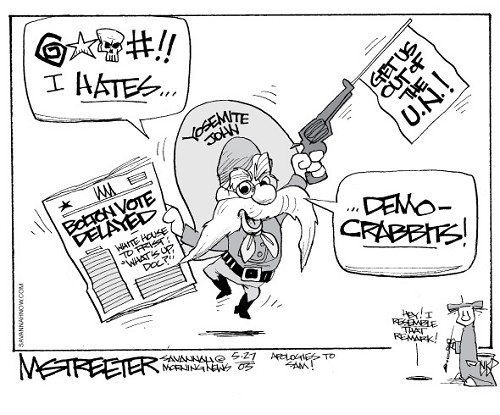 @☆☠#!!
I HATES...
YOSEMITE
JOHN
GET US
OUT OF
THE
U.N.!
BOLTON VOTE
DELAYED
WHITE HOUSE
TO FRIST:
"WHAT'S UP,
DOC?"
...DEMO-
CRABBITS!
HEY! I
RESEMBLE
THAT
REMARK!
MSTREETER
SAVANNAH
MORNING NEWS
5-27
05
APOLOGIES TO
SAM!
SAVANNAHNOW.COM